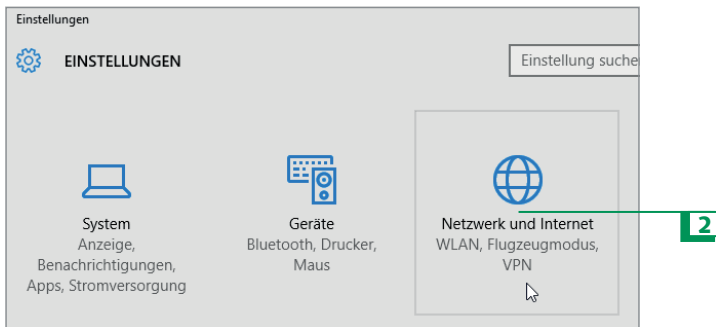 Einstellungen
EINSTELLUNGEN
Einstellung suche
System
Anzeige,
Benachrichtigungen,
Apps, Stromversorgung
Geräte
Bluetooth, Drucker,
Maus
Netzwerk und Internet
WLAN, Flugzeugmodus,
VPN
2